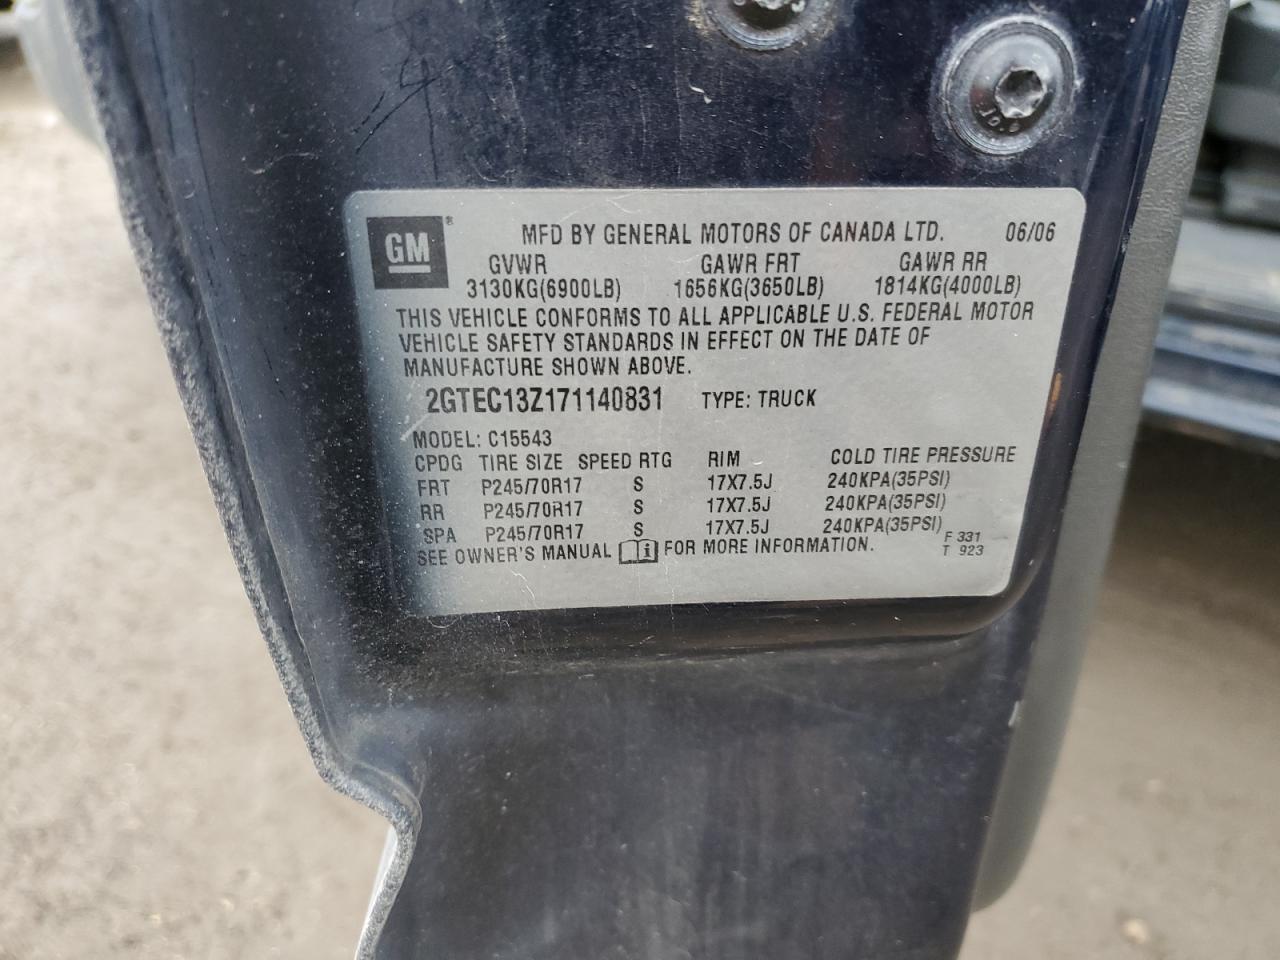 10.9
GM®
MFD BY GENERAL MOTORS OF CANADA LTD. 06/06
GVWR GAWR FRT GAWR RR
3130KG(6900LB) 1656KG(3650LB) 1814KG(4000LB)
THIS VEHICLE CONFORMS TO ALL APPLICABLE U.S. FEDERAL MOTOR
VEHICLE SAFETY STANDARDS IN EFFECT ON THE DATE OF
MANUFACTURE SHOWN ABOVE.
2GTEC13Z171140831 TYPE: TRUCK
MODEL: C15543
CPDG TIRE SIZE SPEED RTG RIM COLD TIRE PRESSURE
FRT P245/70R17 S 17X7.5J 240KPA(35PSI)
RR P245/70R17 S 17X7.5J 240KPA(35PSI)
SPA P245/70R17 S 17X7.5J 240KPA(35PSI)
SEE OWNER'S MANUAL i FOR MORE INFORMATION.
F 331
T 923